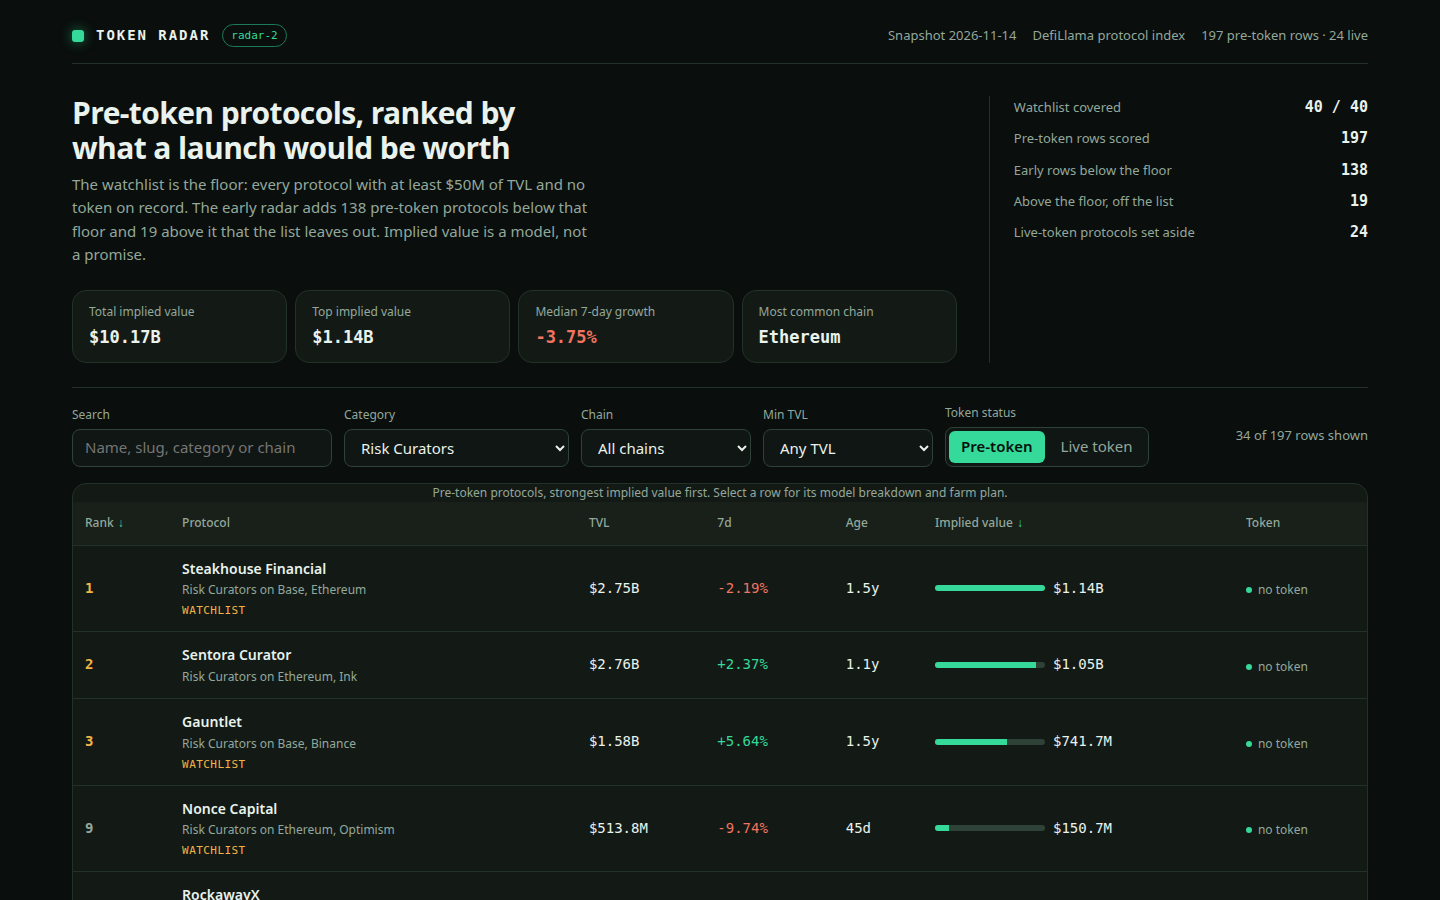 TOKEN RADAR radar-2
Snapshot 2026-11-14 DefiLlama protocol index 197 pre-token rows · 24 live
Pre-token protocols, ranked by
what a launch would be worth
The watchlist is the floor: every protocol with at least $50M of TVL and no
token on record. The early radar adds 138 pre-token protocols below that
floor and 19 above it that the list leaves out. Implied value is a model, not
a promise.
Watchlist covered 40 / 40
Pre-token rows scored 197
Early rows below the floor 138
Above the floor, off the list 19
Live-token protocols set aside 24
Total implied value
$10.17B
Top implied value
$1.14B
Median 7-day growth
-3.75%
Most common chain
Ethereum
Search
Name, slug, category or chain
Category
Risk Curators
Chain
All chains
Min TVL
Any TVL
Token status
Pre-token Live token
34 of 197 rows shown
Pre-token protocols, strongest implied value first. Select a row for its model breakdown and farm plan.
Rank ↓ Protocol TVL 7d Age Implied value ↓ Token
Steakhouse Financial
1 Risk Curators on Base, Ethereum $2.75B -2.19% 1.5y $1.14B no token
WATCHLIST
Sentora Curator
2 Risk Curators on Ethereum, Ink $2.76B +2.37% 1.1y $1.05B no token
Gauntlet
3 Risk Curators on Base, Binance $1.58B +5.64% 1.5y $741.7M no token
WATCHLIST
Nonce Capital
9 Risk Curators on Ethereum, Optimism $513.8M -9.74% 45d $150.7M no token
WATCHLIST
RockawayX